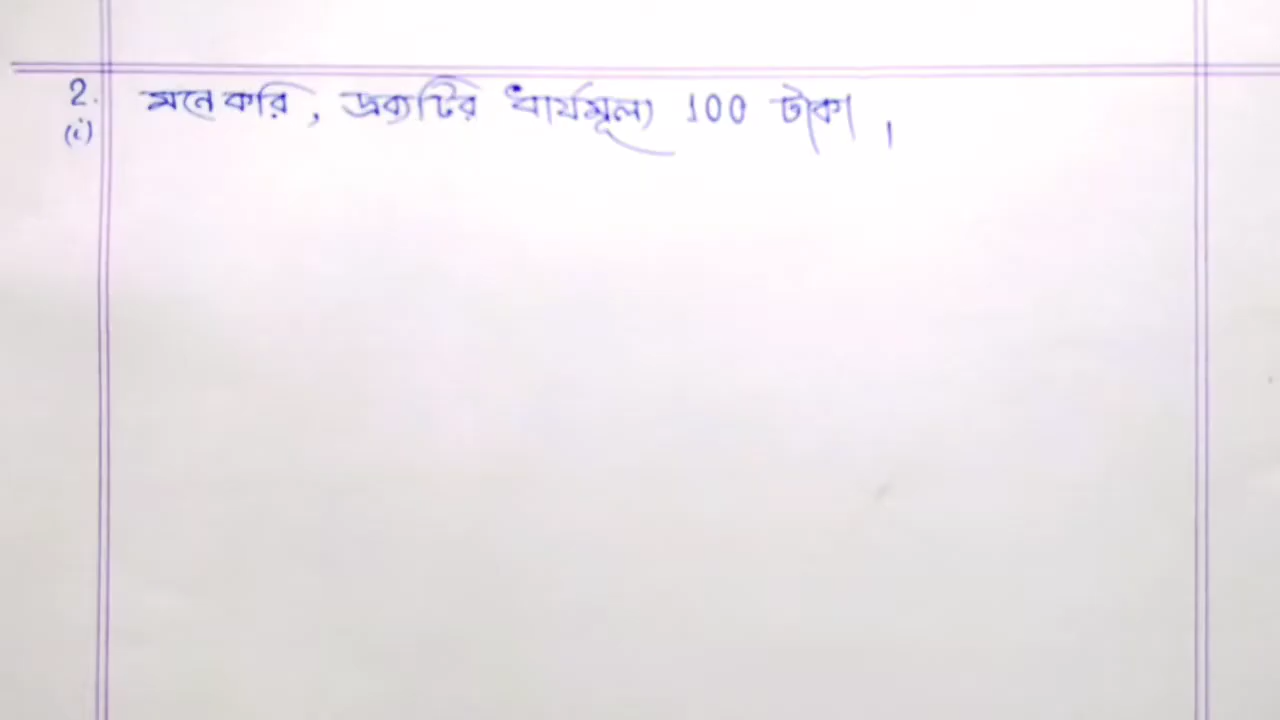 2. মনেকরি, দ্রব্যটির ধার্যমূল্য 100 টাকা।
(i)